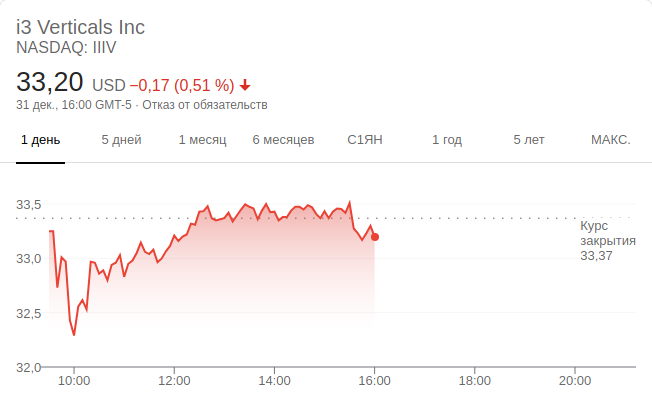 i3 Verticals Inc
NASDAQ: IIIV
33,20 USD −0,17 (0,51 %)
31 дек., 16:00 GMT-5 · Отказ от обязательств
1 день 5 дней 1 месяц 6 месяцев С1ЯН 1 год 5 лет МАКС.
33,5
Курс
закрытия
33,37
33,0
32,5
32,0
10:00 12:00 14:00 16:00 18:00 20:00